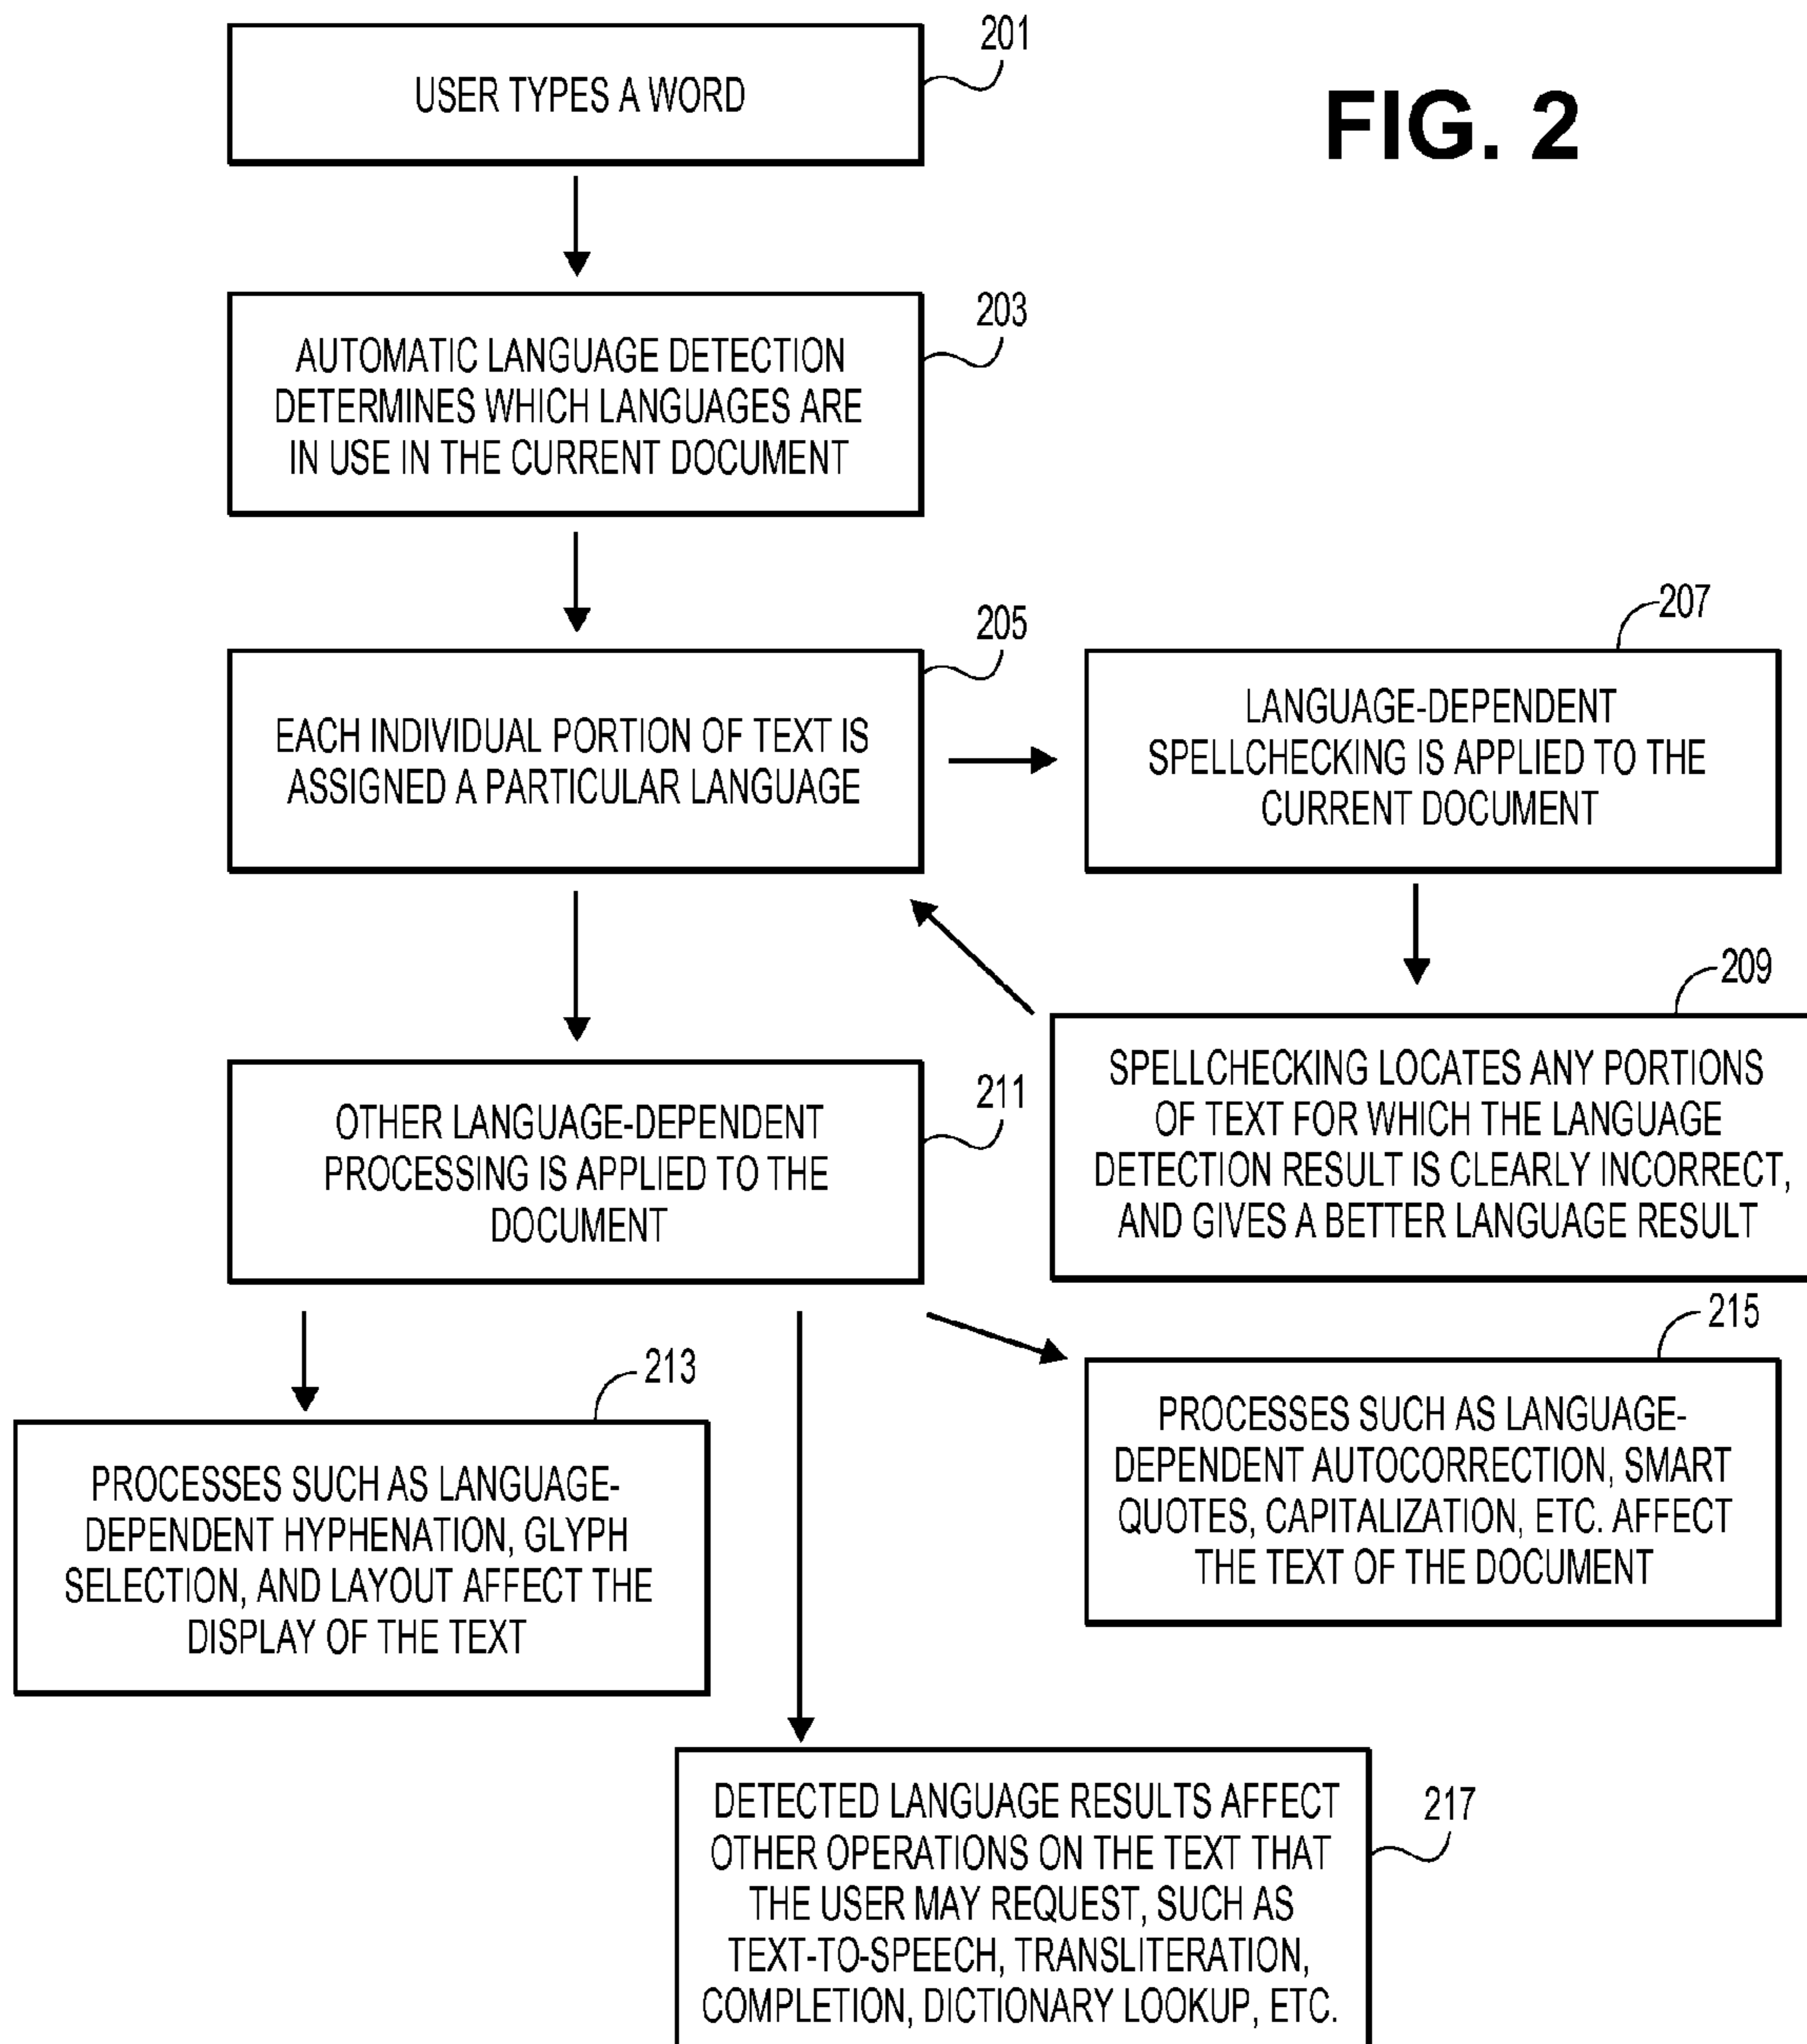 201
USER TYPES A WORD
FIG. 2
203
AUTOMATIC LANGUAGE DETECTION
DETERMINES WHICH LANGUAGES ARE
IN USE IN THE CURRENT DOCUMENT
205
EACH INDIVIDUAL PORTION OF TEXT IS
ASSIGNED A PARTICULAR LANGUAGE
207
LANGUAGE-DEPENDENT
SPELLCHECKING IS APPLIED TO THE
CURRENT DOCUMENT
209
SPELLCHECKING LOCATES ANY PORTIONS
OF TEXT FOR WHICH THE LANGUAGE
DETECTION RESULT IS CLEARLY INCORRECT,
AND GIVES A BETTER LANGUAGE RESULT
211
OTHER LANGUAGE-DEPENDENT
PROCESSING IS APPLIED TO THE
DOCUMENT
213
PROCESSES SUCH AS LANGUAGE-
DEPENDENT HYPHENATION, GLYPH
SELECTION, AND LAYOUT AFFECT THE
DISPLAY OF THE TEXT
215
PROCESSES SUCH AS LANGUAGE-
DEPENDENT AUTOCORRECTION, SMART
QUOTES, CAPITALIZATION, ETC. AFFECT
THE TEXT OF THE DOCUMENT
217
DETECTED LANGUAGE RESULTS AFFECT
OTHER OPERATIONS ON THE TEXT THAT
THE USER MAY REQUEST, SUCH AS
TEXT-TO-SPEECH, TRANSLITERATION,
COMPLETION, DICTIONARY LOOKUP, ETC.